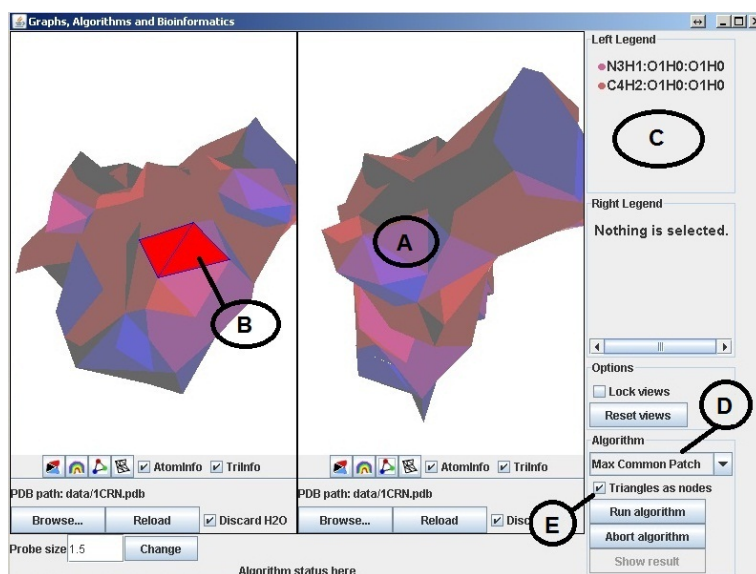 Graphs, Algorithms and Bioinformatics
Left Legend
N3H1:O1H0:O1H0
C4H2:O1H0:O1H0
C
A
B
Right Legend
Nothing is selected.
Options
Lock views
Reset views
D
Algorithm
Max Common Patch
Triangles as nodes
E
Run algorithm
Abort algorithm
Show result
AtomInfo
TriInfo
AtomInfo
TriInfo
PDB path: data/1CRN.pdb
PDB path: data/1CRN.pdb
Browse...
Reload
Discard H2O
Browse...
Reload
Disc
Probe size
1.5
Change
Algorithm status here